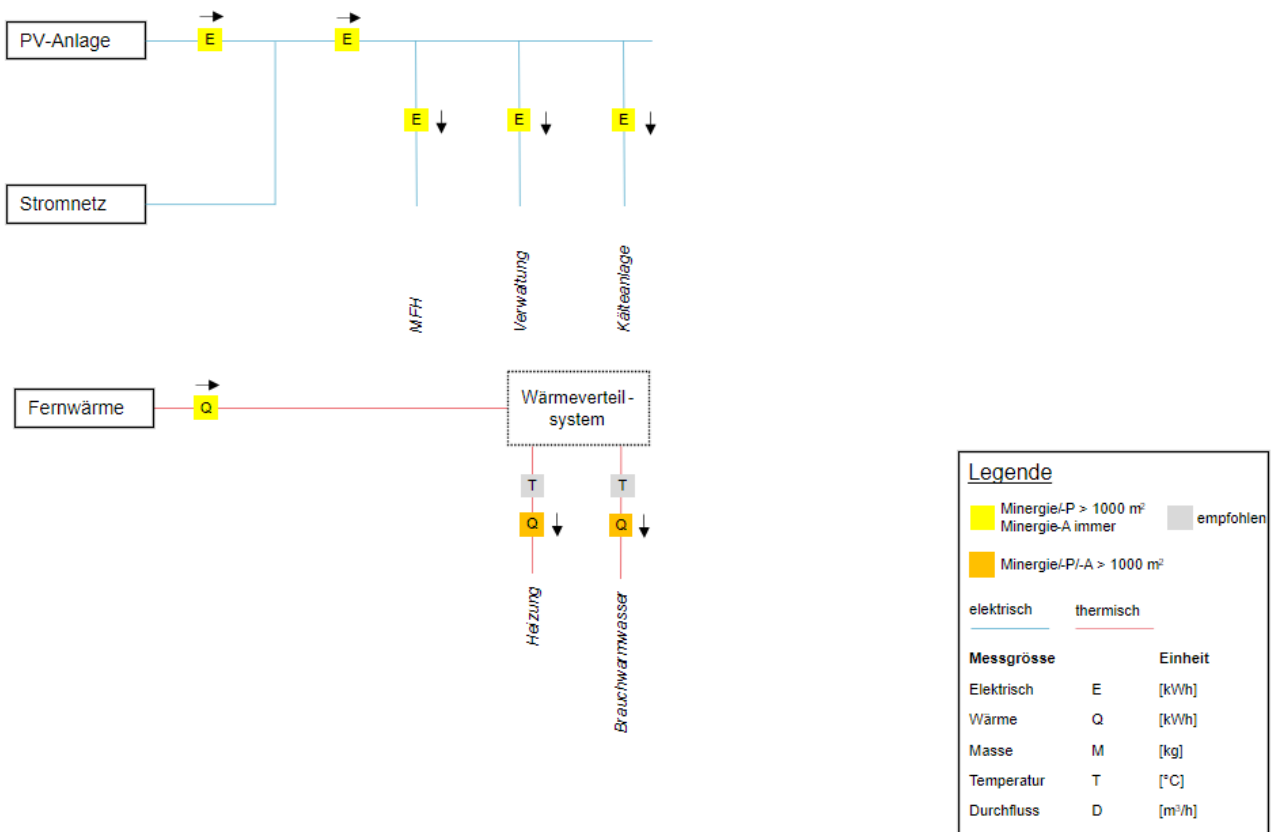 PV-Anlage
E
E
E
E
E
Stromnetz
MFH
Verwaltung
Kälteanlage
Fernwärme
Q
Wärmeverteil-
system
T
T
Q
Q
Heizung
Brauchwarmwasser
Legende
Minergie/-P > 1000 m²
Minergie-A immer
empfohlen
Minergie/-P/-A > 1000 m²
elektrisch thermisch
Messgrösse Einheit
Elektrisch E [kWh]
Wärme Q [kWh]
Masse M [kg]
Temperatur T [°C]
Durchfluss D [m³/h]